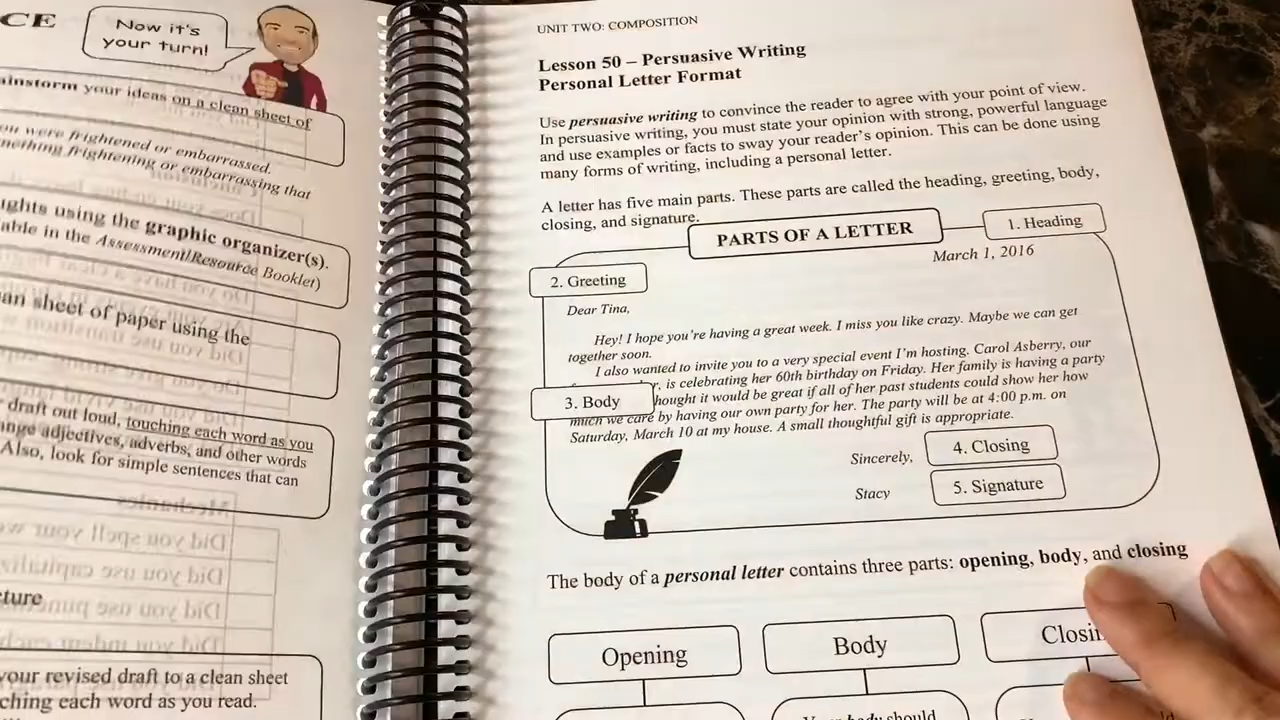 CE
Now it's
your turn!
ainstorm your ideas on a clean sheet of
ou were frightened or embarrassed.
nething frightening or embarrassing that
ughts using the graphic organizer(s).
able in the Assessment/Resource Booklet)
an sheet of paper using the
draft out loud, touching each word as you
ange adjectives, adverbs, and other words
Also, look for simple sentences that can
ture
your revised draft to a clean sheet
ching each word as you read.
UNIT TWO: COMPOSITION
Lesson 50 – Persuasive Writing
Personal Letter Format
Use persuasive writing to convince the reader to agree with your point of view.
In persuasive writing, you must state your opinion with strong, powerful language
and use examples or facts to sway your reader's opinion. This can be done using
many forms of writing, including a personal letter.
A letter has five main parts. These parts are called the heading, greeting, body,
closing, and signature.
PARTS OF A LETTER
1. Heading
March 1, 2016
2. Greeting
Dear Tina,
Hey! I hope you're having a great week. I miss you like crazy. Maybe we can get
together soon.
I also wanted to invite you to a very special event I'm hosting. Carol Asberry, our
r, is celebrating her 60th birthday on Friday. Her family is having a party
3. Body
hought it would be great if all of her past students could show her how
much we care by having our own party for her. The party will be at 4:00 p.m. on
Saturday, March 10 at my house. A small thoughtful gift is appropriate.
Sincerely,
4. Closing
Stacy
5. Signature
The body of a personal letter contains three parts: opening, body, and closing
Opening
Body
Closi
Your body should